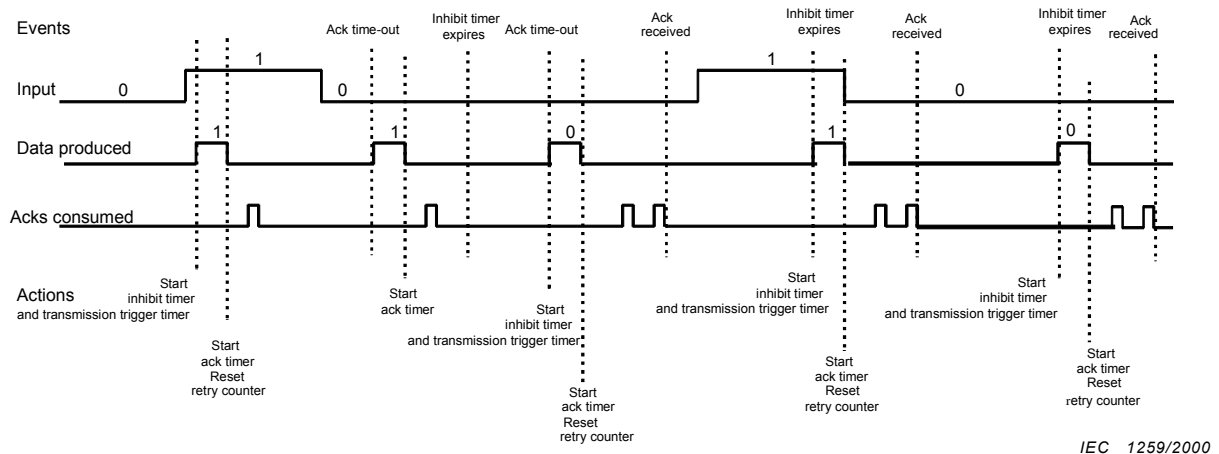 Events
Ack time-out
Inhibit timer
expires
Ack time-out
Ack
received
Inhibit timer
expires
Ack
received
Inhibit timer
expires
Ack
received
Input
0
1
0
1
0
Data produced
1
1
0
1
0
Acks consumed
Actions
Start
inhibit timer
and transmission trigger timer
Start
ack timer
Reset
retry counter
Start
ack timer
Start
inhibit timer
and transmission trigger timer
Start
ack timer
Reset
retry counter
Start
inhibit timer
and transmission trigger timer
Start
ack timer
Reset
retry counter
Start
inhibit timer
and transmission trigger timer
Start
ack timer
Reset
retry counter
IEC 1259/2000